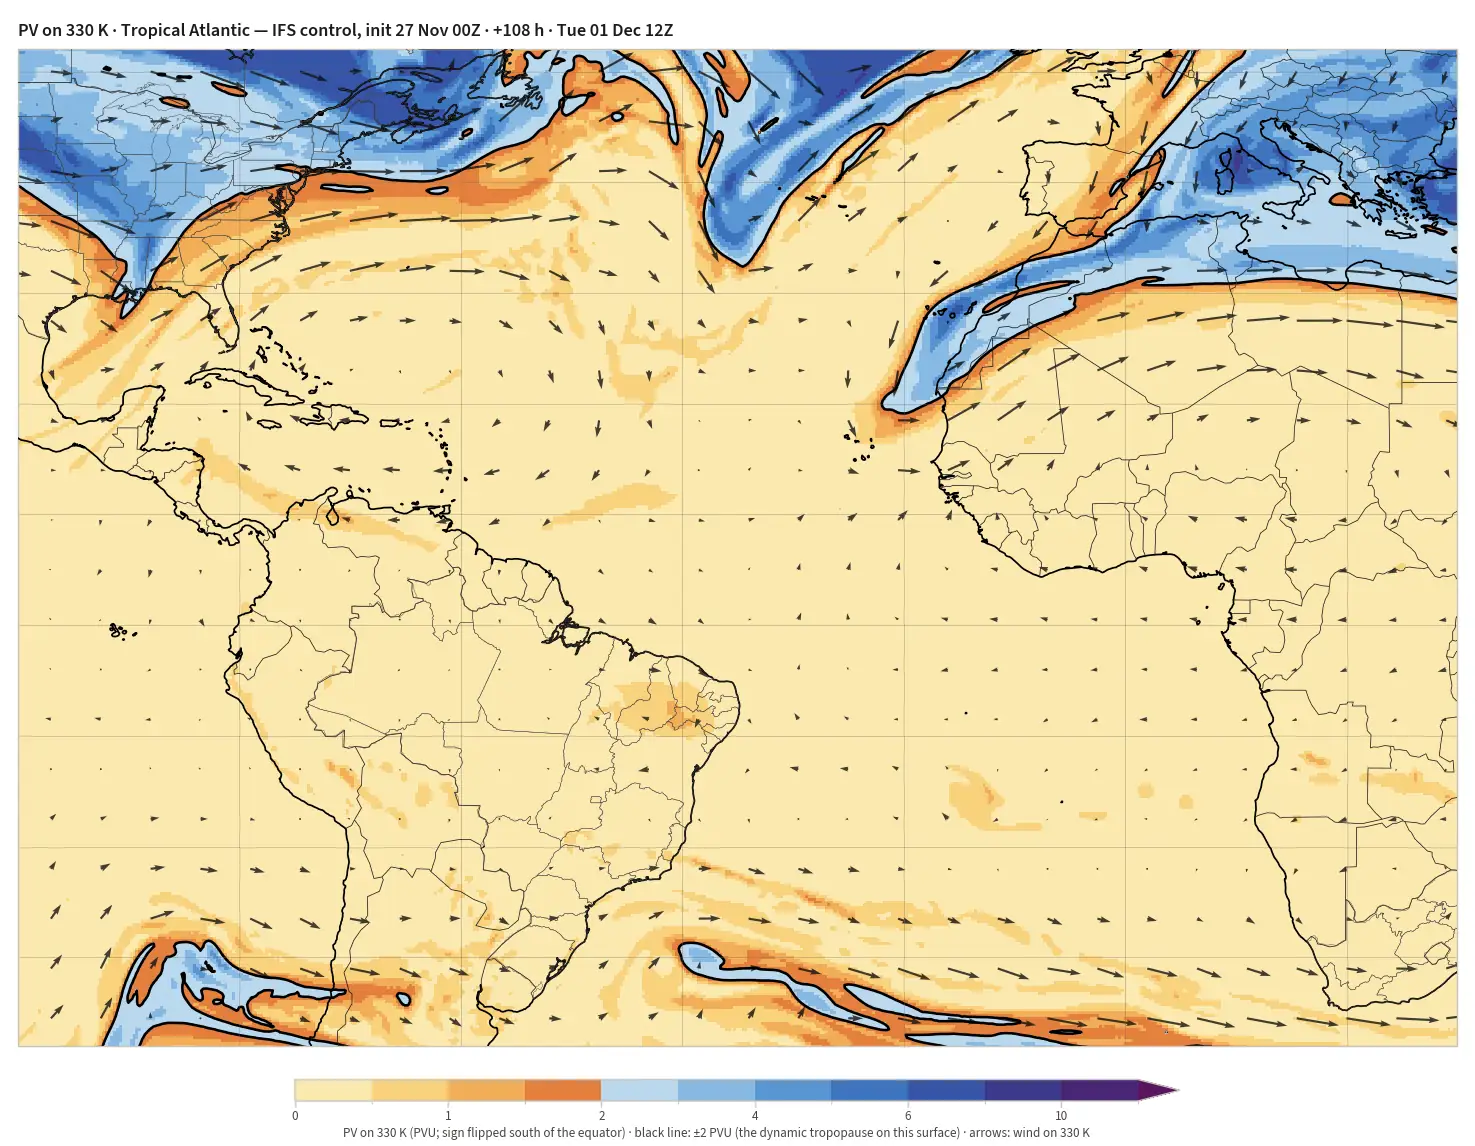 PV on 330 K · Tropical Atlantic — IFS control, init 27 Nov 00Z · +108 h · Tue 01 Dec 12Z
0 1 2 4 6 10
PV on 330 K (PVU; sign flipped south of the equator) · black line: ±2 PVU (the dynamic tropopause on this surface) · arrows: wind on 330 K